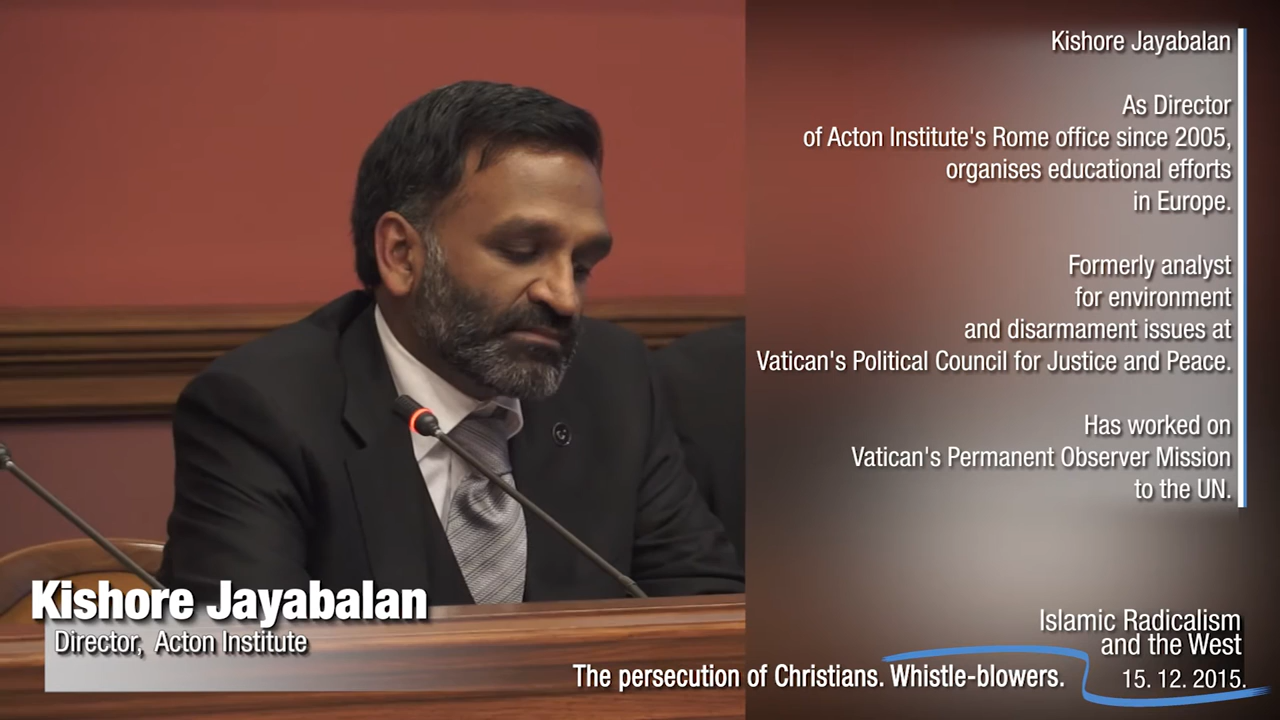 Kishore Jayabalan
As Director
of Acton Institute's Rome office since 2005,
organises educational efforts
in Europe.
Formerly analyst
for environment
and disarmament issues at
Vatican's Political Council for Justice and Peace.
Has worked on
Vatican's Permanent Observer Mission
to the UN.
Kishore Jayabalan
Director, Acton Institute
Islamic Radicalism
and the West
The persecution of Christians. Whistle-blowers.
15. 12. 2015.